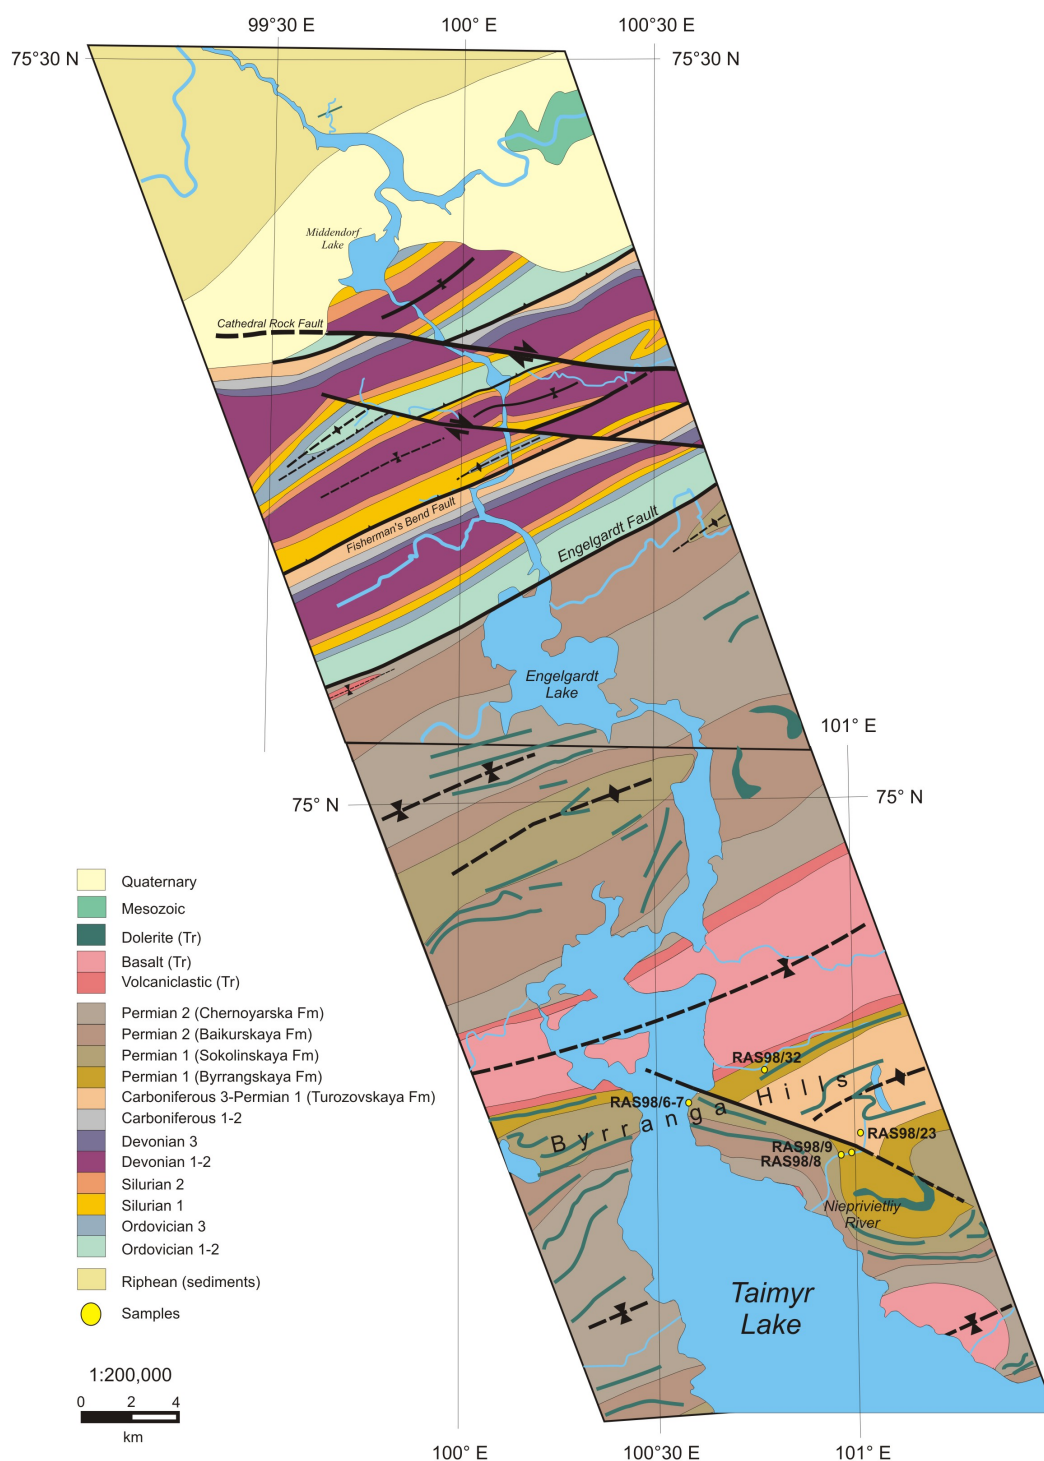 99°30 E
100° E
100°30 E
75°30 N
75°30 N
Middendorf
Lake
Cathedral Rock Fault
Fisherman's Bend Fault
Engelgardt Fault
Engelgardt
Lake
101° E
75° N
75° N
Quaternary
Mesozoic
Dolerite (Tr)
Basalt (Tr)
Volcaniclastic (Tr)
Permian 2 (Chernoyarska Fm)
Permian 2 (Baikurskaya Fm)
Permian 1 (Sokolinskaya Fm)
Permian 1 (Byrrangskaya Fm)
Carboniferous 3-Permian 1 (Turozovskaya Fm)
Carboniferous 1-2
Devonian 3
Devonian 1-2
Silurian 2
Silurian 1
Ordovician 3
Ordovician 1-2
Riphean (sediments)
Samples
RAS98/32
RAS98/6-7
Byrranga Hills
RAS98/23
RAS98/9
RAS98/8
Nieprivietliy
River
Taimyr
Lake
1:200,000
0 2 4
km
100° E
100°30 E
101° E